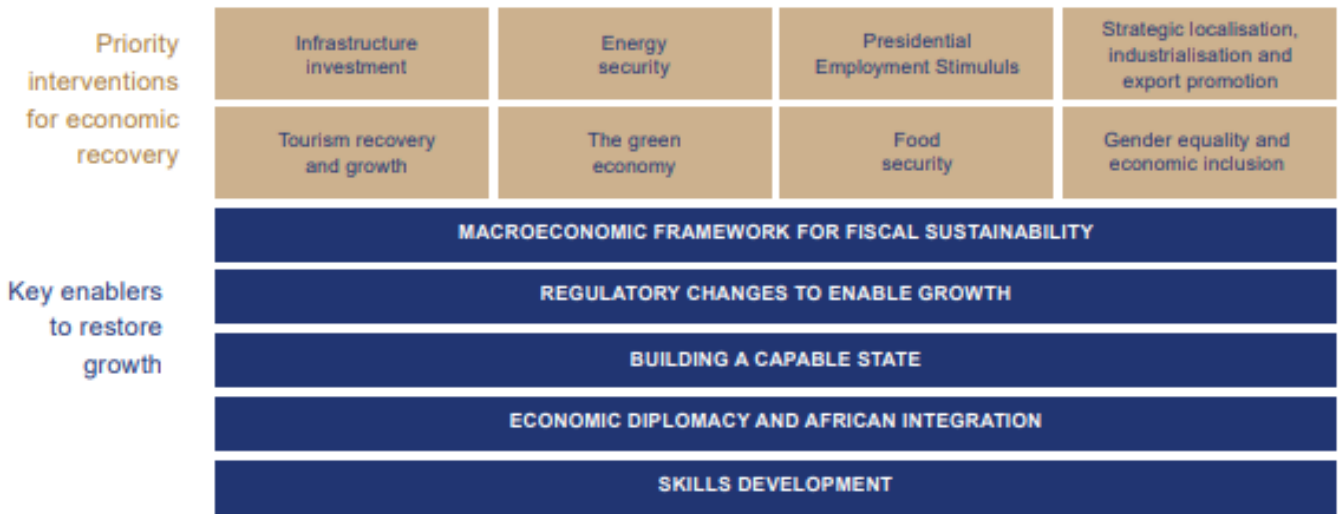 Priority
interventions
for economic
recovery
Infrastructure
investment
Energy
security
Presidential
Employment Stimululs
Strategic localisation,
industrialisation and
export promotion
Tourism recovery
and growth
The green
economy
Food
security
Gender equality and
economic inclusion
Key enablers
to restore
growth
MACROECONOMIC FRAMEWORK FOR FISCAL SUSTAINABILITY
REGULATORY CHANGES TO ENABLE GROWTH
BUILDING A CAPABLE STATE
ECONOMIC DIPLOMACY AND AFRICAN INTEGRATION
SKILLS DEVELOPMENT